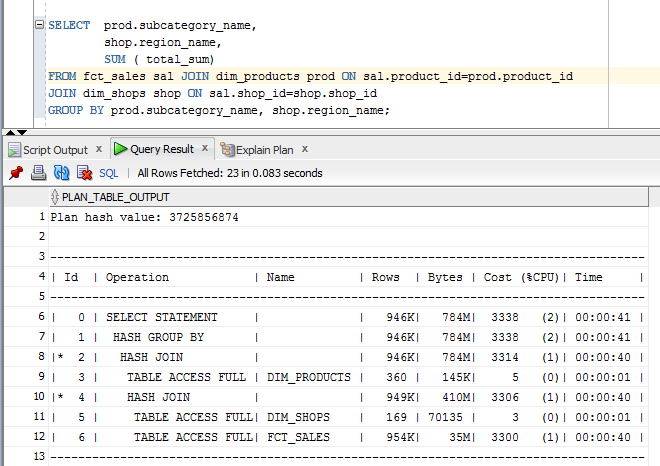 SELECT  prod.subcategory_name,
        shop.region_name,
        SUM ( total_sum)
FROM fct_sales sal JOIN dim_products prod ON sal.product_id=prod.product_id
JOIN dim_shops shop ON sal.shop_id=shop.shop_id
GROUP BY prod.subcategory_name, shop.region_name;
Script Output x Query Result x Explain Plan x
SQL | All Rows Fetched: 23 in 0.083 seconds
PLAN_TABLE_OUTPUT
1 Plan hash value: 3725856874
2
3 -------------------------------------------------------------------------------------
4 | Id  | Operation            | Name         | Rows  | Bytes | Cost (%CPU)| Time     |
5 -------------------------------------------------------------------------------------
6 |   0 | SELECT STATEMENT     |              |   946K|   784M|  3338   (2)| 00:00:41 |
7 |   1 |  HASH GROUP BY       |              |   946K|   784M|  3338   (2)| 00:00:41 |
8 |*  2 |   HASH JOIN          |              |   946K|   784M|  3314   (1)| 00:00:40 |
9 |   3 |    TABLE ACCESS FULL | DIM_PRODUCTS |   360 |   145K|     5   (0)| 00:00:01 |
10 |*  4 |    HASH JOIN         |              |   949K|   410M|  3306   (1)| 00:00:40 |
11 |   5 |     TABLE ACCESS FULL| DIM_SHOPS    |   169 | 70135 |     3   (0)| 00:00:01 |
12 |   6 |     TABLE ACCESS FULL| FCT_SALES    |   954K|    35M|  3300   (1)| 00:00:40 |
13 -------------------------------------------------------------------------------------